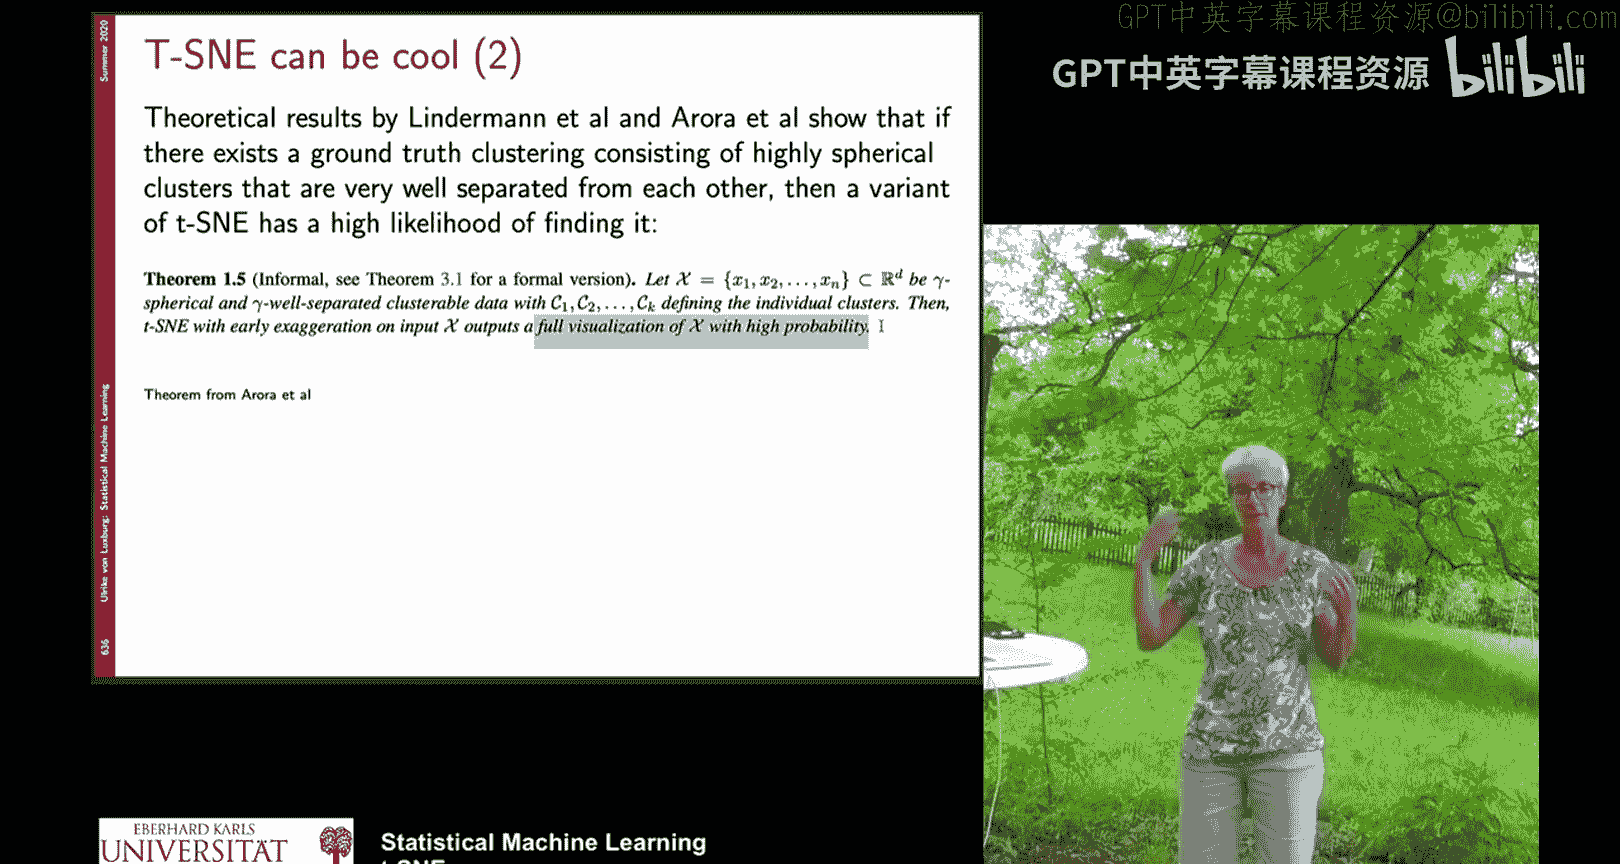 GPT中英字幕课程资源@bilibili.com
GPT中英字幕课程资源 bilibili
Summer 2020
T-SNE can be cool (2)
Theoretical results by Lindermann et al and Arora et al show that if
there exists a ground truth clustering consisting of highly spherical
clusters that are very well separated from each other, then a variant
of t-SNE has a high likelihood of finding it:
Theorem 1.5 (Informal, see Theorem 3.1 for a formal version). Let 𝒳 = {x₁, x₂, . . . , xₙ} ⊂ ℝᵈ be γ-
spherical and γ-well-separated clusterable data with C₁, C₂, . . . , Cₖ defining the individual clusters. Then,
t-SNE with early exaggeration on input 𝒳 outputs a full visualization of 𝒳 with high probability.
Theorem from Arora et al
Ulrike von Luxburg: Statistical Machine Learning
636
EBERHARD KARLS
UNIVERSITÄT
Statistical Machine Learning
t-SNE